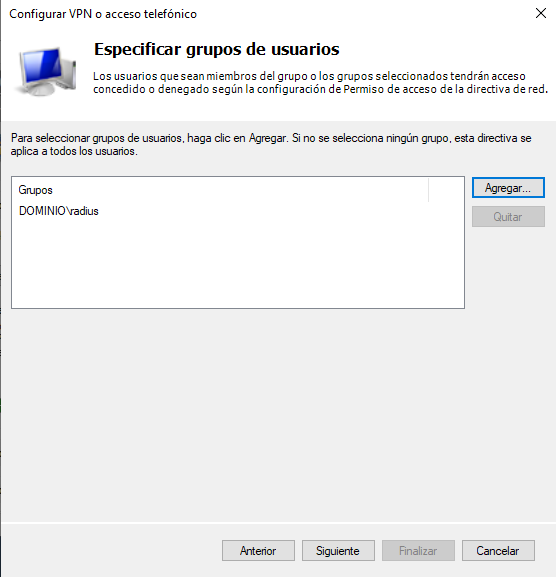 Configurar VPN o acceso telefónico
Especificar grupos de usuarios
Los usuarios que sean miembros del grupo o los grupos seleccionados tendrán acceso
concedido o denegado según la configuración de Permiso de acceso de la directiva de red.
Para seleccionar grupos de usuarios, haga clic en Agregar. Si no se selecciona ningún grupo, esta directiva se
aplica a todos los usuarios.
Grupos
DOMINIO\radius
Agregar...
Quitar
Anterior
Siguiente
Finalizar
Cancelar